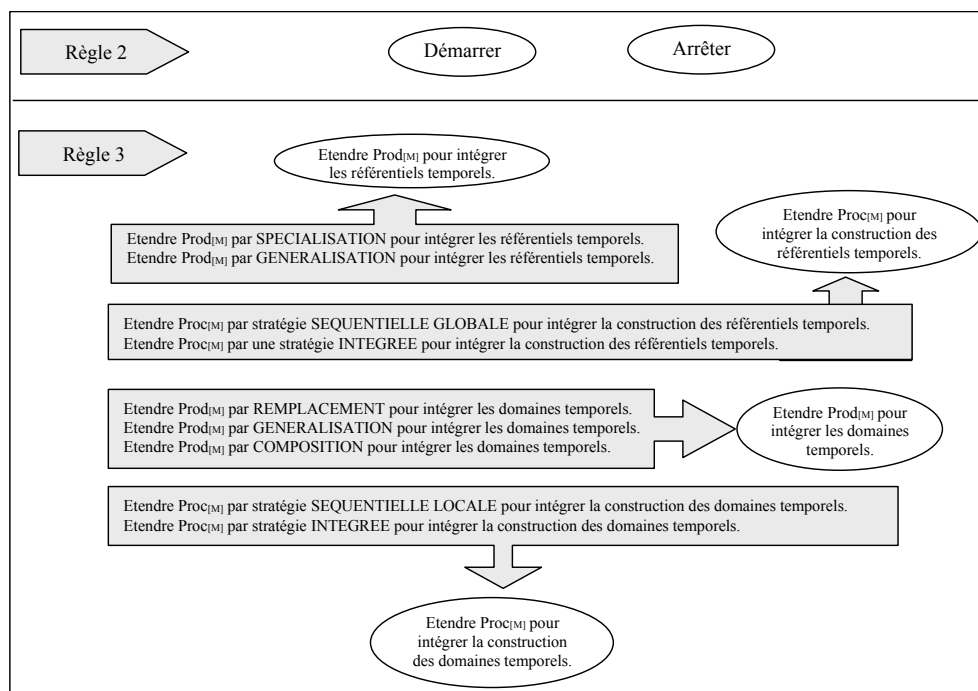 Règle 2
Démarrer
Arrêter
Règle 3
Etendre Prod[M] pour intégrer
les référentiels temporels.
Etendre Proc[M] pour
intégrer la construction des
référentiels temporels.
Etendre Prod[M] par SPECIALISATION pour intégrer les référentiels temporels.
Etendre Prod[M] par GENERALISATION pour intégrer les référentiels temporels.
Etendre Proc[M] par stratégie SEQUENTIELLE GLOBALE pour intégrer la construction des référentiels temporels.
Etendre Proc[M] par une stratégie INTEGREE pour intégrer la construction des référentiels temporels.
Etendre Prod[M] par REMPLACEMENT pour intégrer les domaines temporels.
Etendre Prod[M] par GENERALISATION pour intégrer les domaines temporels.
Etendre Prod[M] par COMPOSITION pour intégrer les domaines temporels.
Etendre Prod[M] pour
intégrer les domaines
temporels.
Etendre Proc[M] par stratégie SEQUENTIELLE LOCALE pour intégrer la construction des domaines temporels.
Etendre Proc[M] par stratégie INTEGREE pour intégrer la construction des domaines temporels.
Etendre Proc[M] pour
intégrer la construction
des domaines temporels.